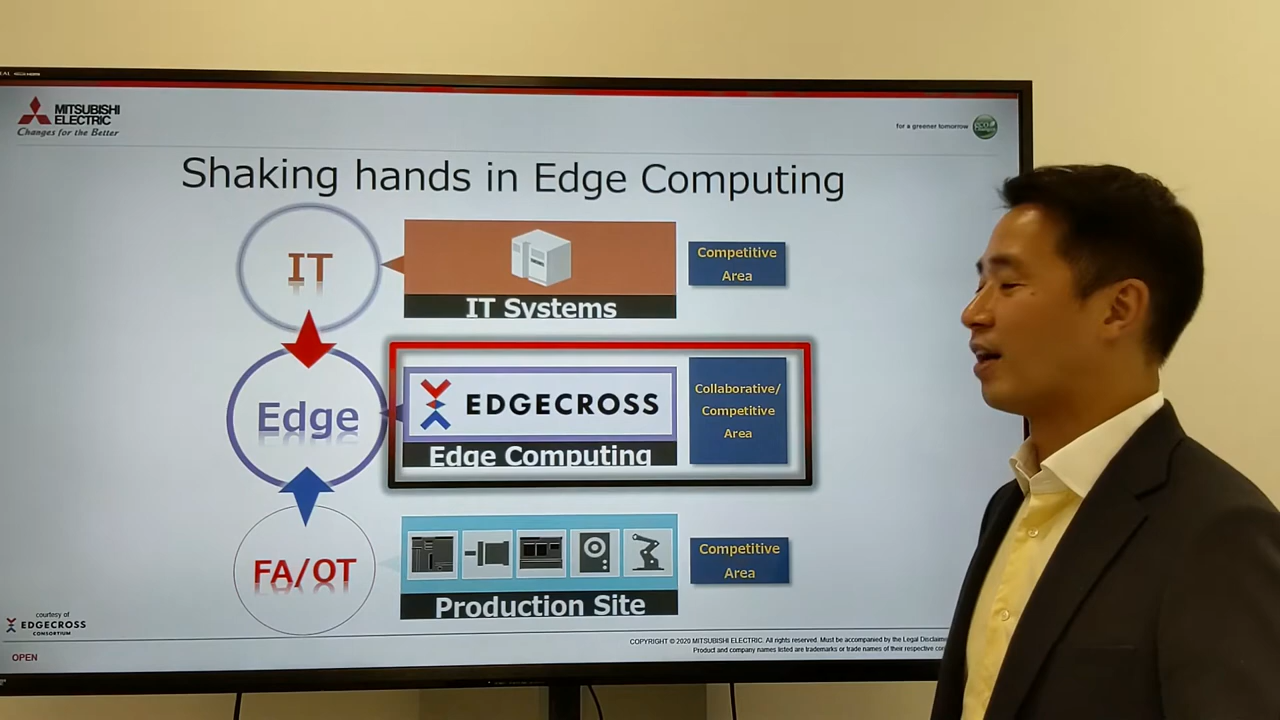 MITSUBISHI
ELECTRIC
Changes for the Better
for a greener tomorrow
eco
Shaking hands in Edge Computing
IT
IT Systems
Competitive
Area
Edge
EDGECROSS
Edge Computing
Collaborative/
Competitive
Area
FA/OT
Production Site
Competitive
Area
courtesy of
EDGECROSS
CONSORTIUM
OPEN
COPYRIGHT © 2020 MITSUBISHI ELECTRIC. All rights reserved. Must be accompanied by the Legal
Product and company names listed are trademarks or trade names of their respective